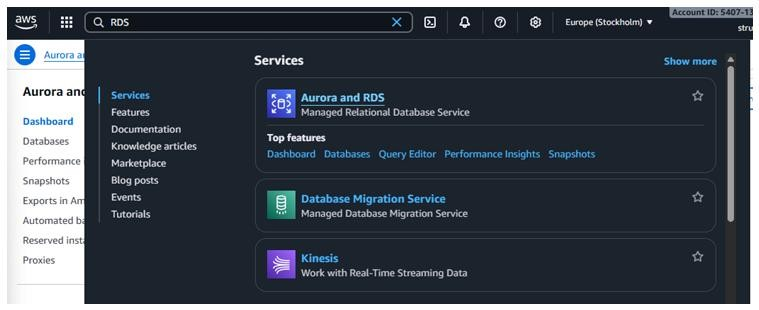 aws
RDS
Europe (Stockholm)
Account ID: 5407-13
stru
Aurora a
Aurora and
Dashboard
Databases
Performance
Snapshots
Exports in Am
Automated ba
Reserved inst
Proxies
Services
Features
Documentation
Knowledge articles
Marketplace
Blog posts
Events
Tutorials
Services
Show more
Aurora and RDS
Managed Relational Database Service
Top features
Dashboard Databases Query Editor Performance Insights Snapshots
Database Migration Service
Managed Database Migration Service
Kinesis
Work with Real-Time Streaming Data